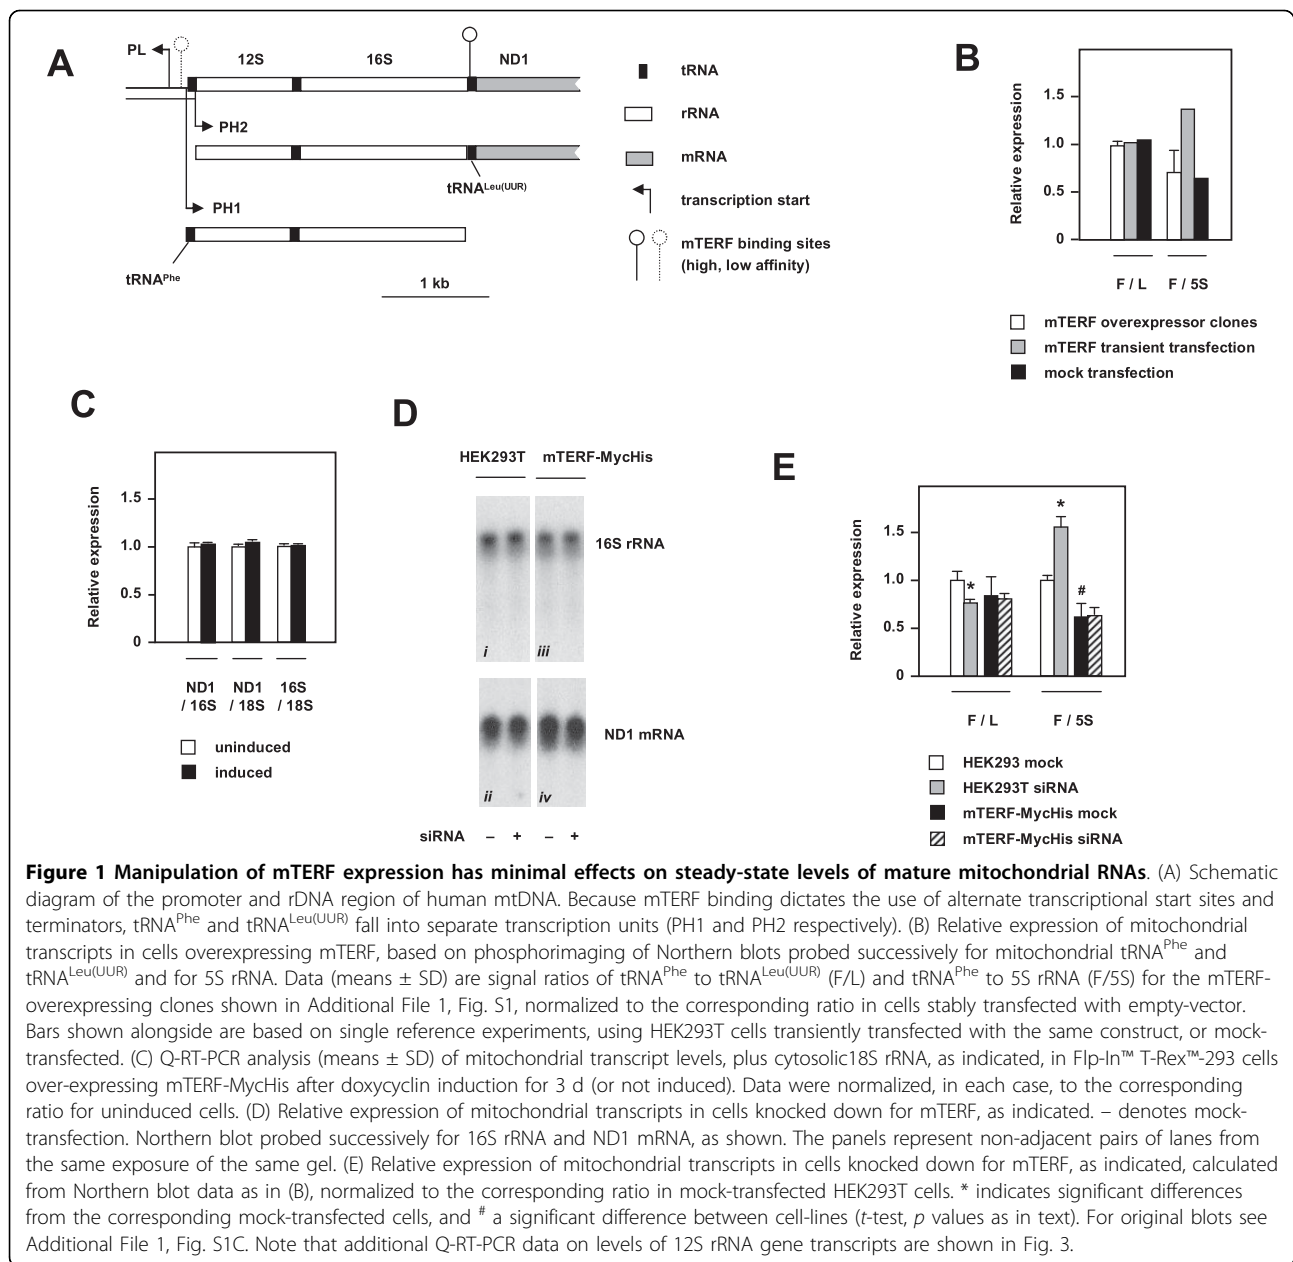 A
PL
12S
16S
ND1
PH2
tRNALeu(UUR)
PH1
tRNAPhe
1 kb
tRNA
rRNA
mRNA
transcription start
mTERF binding sites
(high, low affinity)
B
Relative expression
1.5
1.0
0.5
0
F / L
F / 5S
mTERF overexpressor clones
mTERF transient transfection
mock transfection
C
Relative expression
1.5
1.0
0.5
0
ND1 ND1 16S
/ 16S / 18S / 18S
uninduced
induced
D
HEK293T mTERF-MycHis
16S rRNA
i iii
ND1 mRNA
ii iv
siRNA – + – +
E
Relative expression
1.5
1.0
0.5
0
*
*
#
F / L
F / 5S
HEK293 mock
HEK293T siRNA
mTERF-MycHis mock
mTERF-MycHis siRNA
Figure 1 Manipulation of mTERF expression has minimal effects on steady-state levels of mature mitochondrial RNAs. (A) Schematic
diagram of the promoter and rDNA region of human mtDNA. Because mTERF binding dictates the use of alternate transcriptional start sites and
terminators, tRNAPhe and tRNALeu(UUR) fall into separate transcription units (PH1 and PH2 respectively). (B) Relative expression of mitochondrial
transcripts in cells overexpressing mTERF, based on phosphorimaging of Northern blots probed successively for mitochondrial tRNAPhe and
tRNALeu(UUR) and for 5S rRNA. Data (means ± SD) are signal ratios of tRNAPhe to tRNALeu(UUR) (F/L) and tRNAPhe to 5S rRNA (F/5S) for the mTERF-
overexpressing clones shown in Additional File 1, Fig. S1, normalized to the corresponding ratio in cells stably transfected with empty-vector.
Bars shown alongside are based on single reference experiments, using HEK293T cells transiently transfected with the same construct, or mock-
transfected. (C) Q-RT-PCR analysis (means ± SD) of mitochondrial transcript levels, plus cytosolic18S rRNA, as indicated, in Flp-In™ T-Rex™-293 cells
over-expressing mTERF-MycHis after doxycyclin induction for 3 d (or not induced). Data were normalized, in each case, to the corresponding
ratio for uninduced cells. (D) Relative expression of mitochondrial transcripts in cells knocked down for mTERF, as indicated. – denotes mock-
transfection. Northern blot probed successively for 16S rRNA and ND1 mRNA, as shown. The panels represent non-adjacent pairs of lanes from
the same exposure of the same gel. (E) Relative expression of mitochondrial transcripts in cells knocked down for mTERF, as indicated, calculated
from Northern blot data as in (B), normalized to the corresponding ratio in mock-transfected HEK293T cells. * indicates significant differences
from the corresponding mock-transfected cells, and # a significant difference between cell-lines (t-test, p values as in text). For original blots see
Additional File 1, Fig. S1C. Note that additional Q-RT-PCR data on levels of 12S rRNA gene transcripts are shown in Fig. 3.